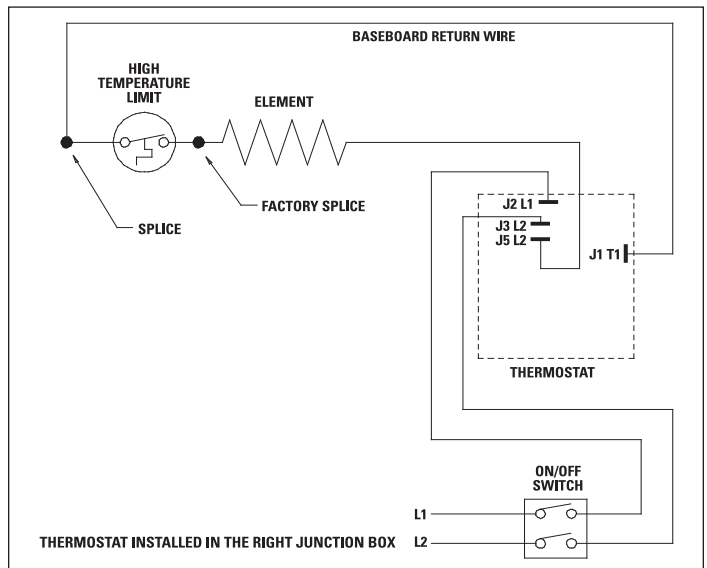 BASEBOARD RETURN WIRE
HIGH
TEMPERATURE
LIMIT
ELEMENT
FACTORY SPLICE
SPLICE
J2 L1
J3 L2
J5 L2
J1 T1
THERMOSTAT
ON/OFF
SWITCH
L1
THERMOSTAT INSTALLED IN THE RIGHT JUNCTION BOX L2